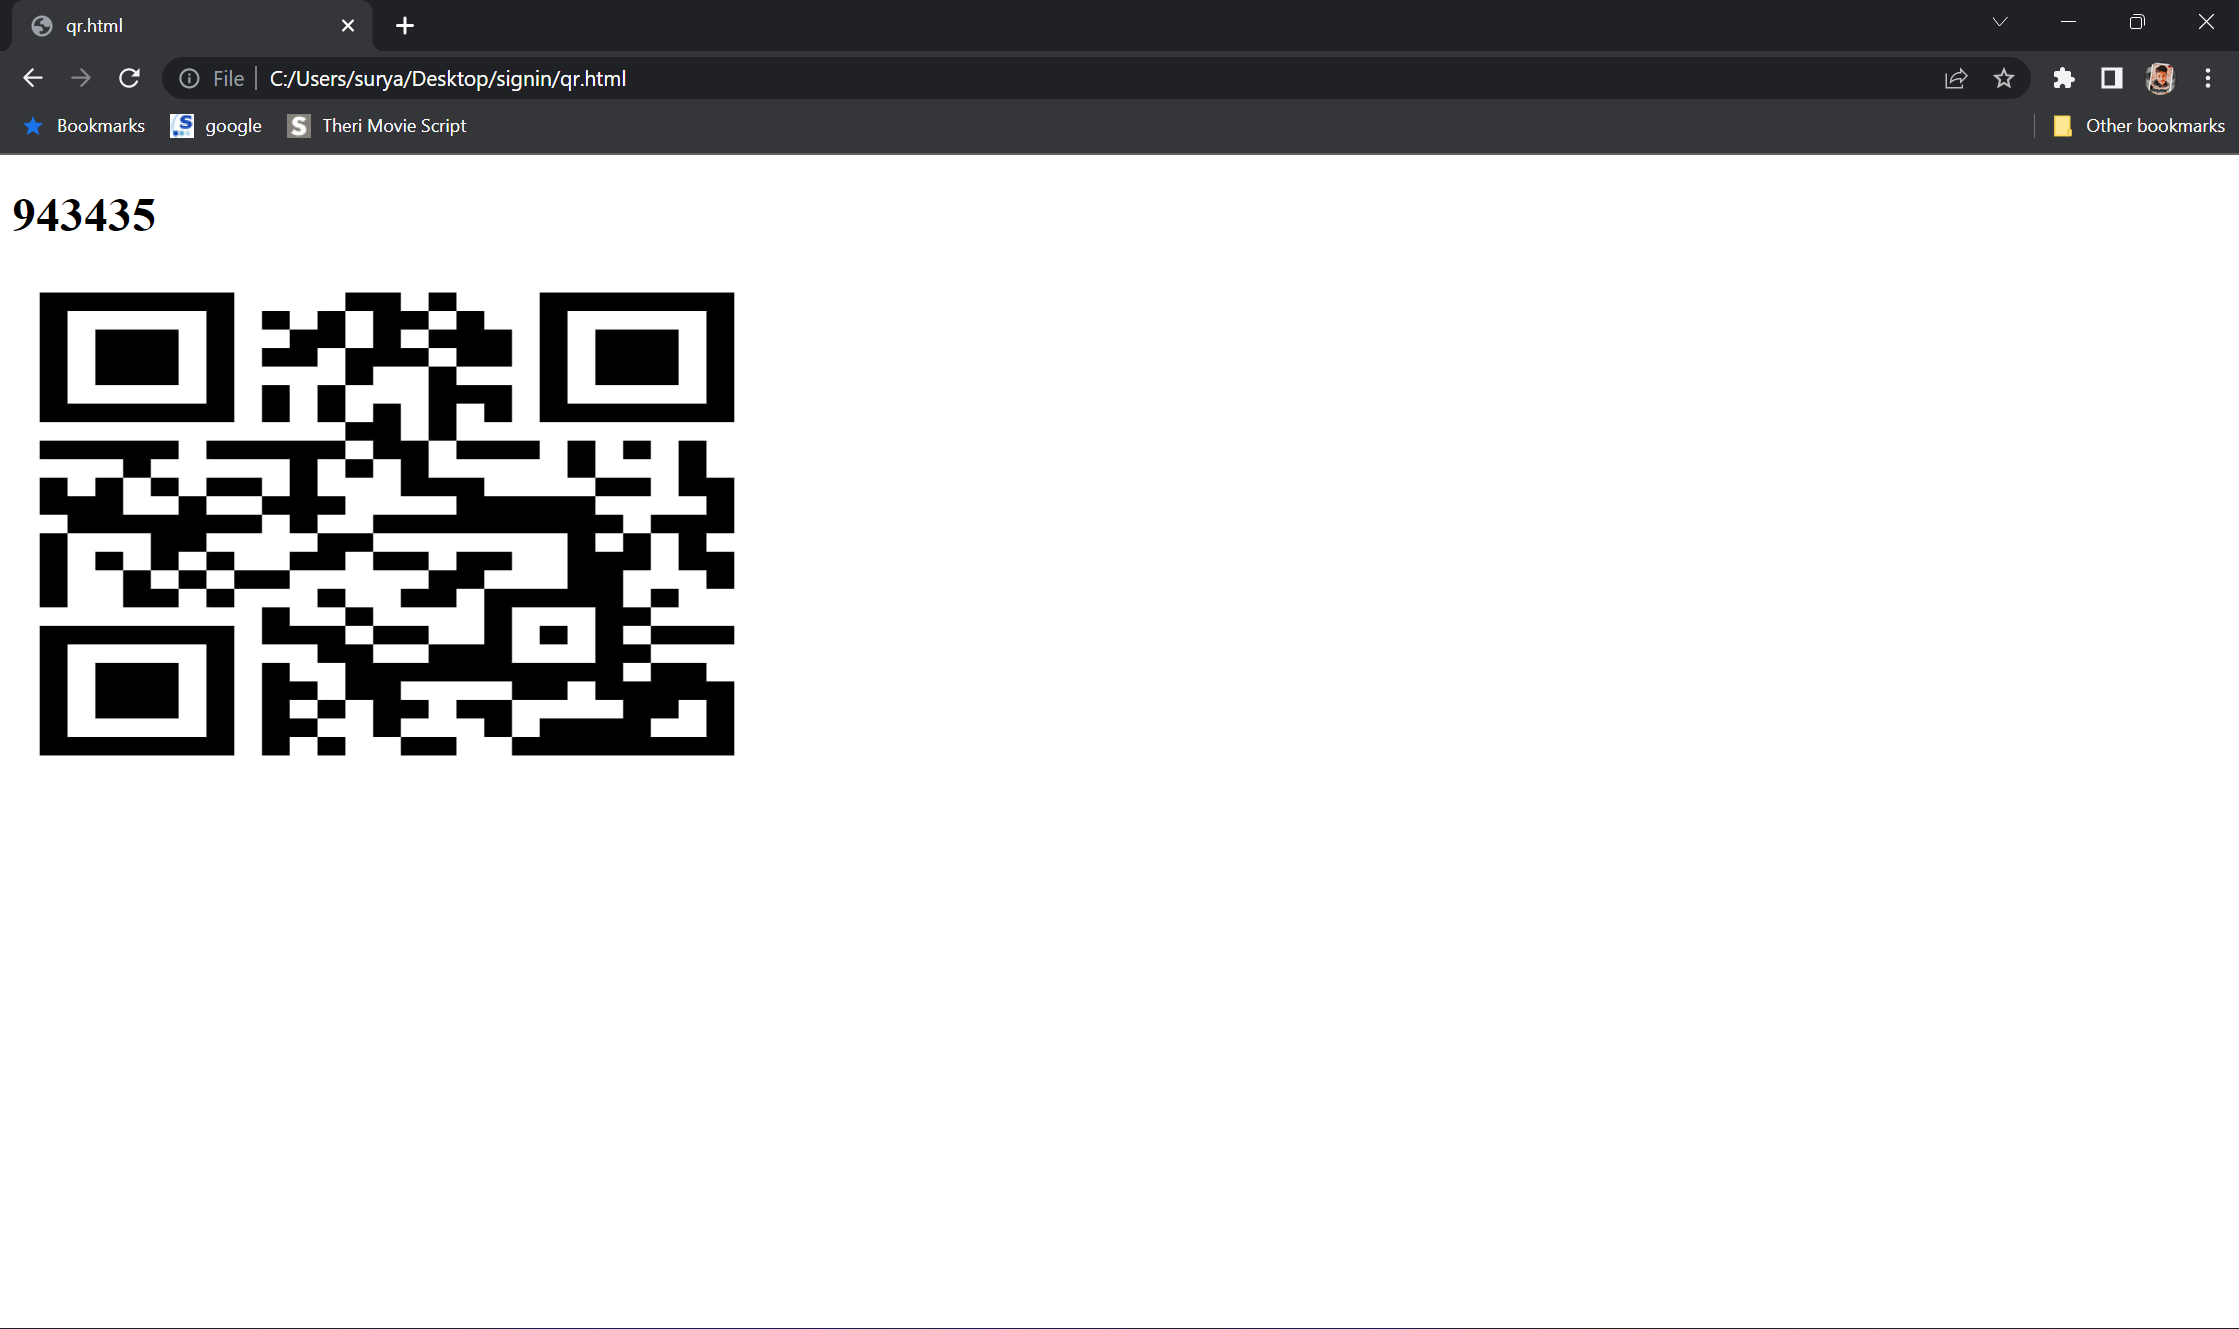 qr.html
File C:/Users/surya/Desktop/signin/qr.html
Bookmarks google Theri Movie Script Other bookmarks
943435